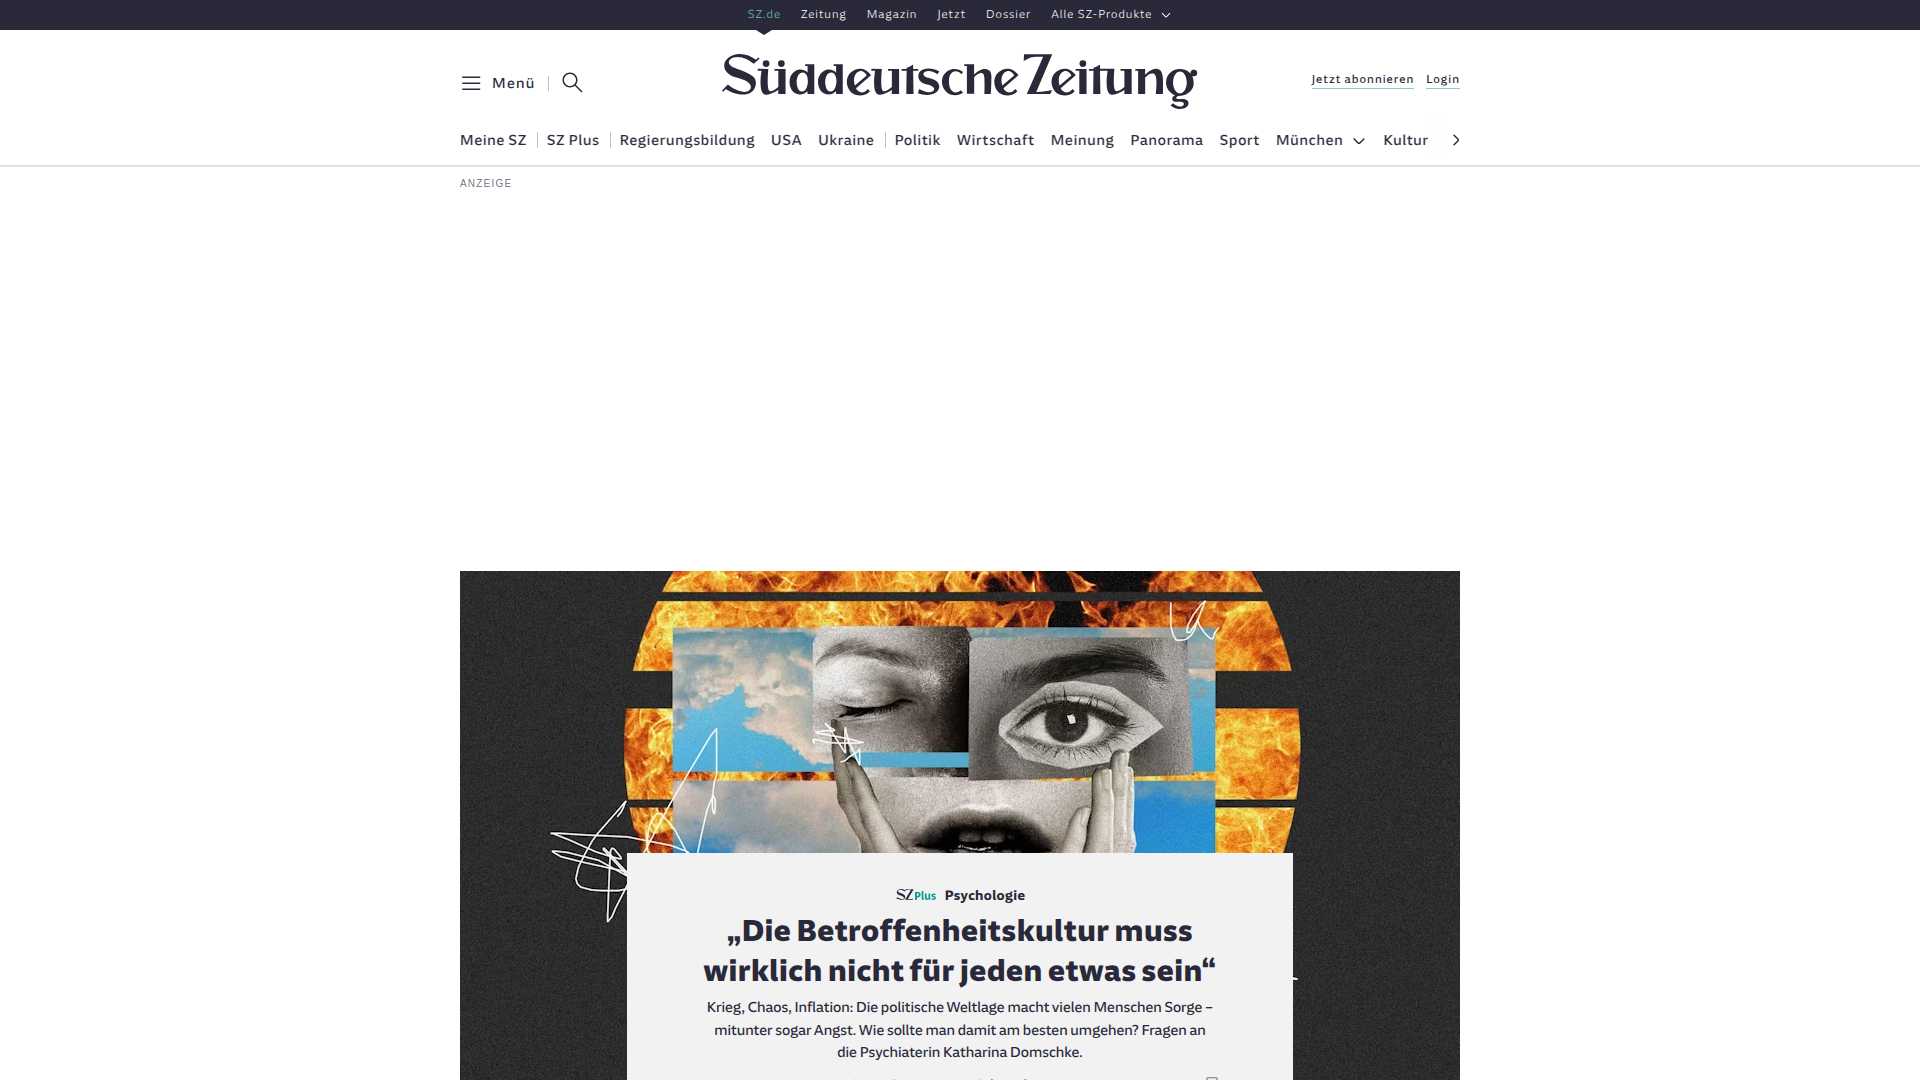 SZ.de Zeitung Magazin Jetzt Dossier Alle SZ-Produkte
Menü
Süddeutsche Zeitung
Jetzt abonnieren Login
Meine SZ SZ Plus Regierungsbildung USA Ukraine Politik Wirtschaft Meinung Panorama Sport München Kultur
ANZEIGE
SZ Plus Psychologie
„Die Betroffenheitskultur muss
wirklich nicht für jeden etwas sein“
Krieg, Chaos, Inflation: Die politische Weltlage macht vielen Menschen Sorge –
mitunter sogar Angst. Wie sollte man damit am besten umgehen? Fragen an
die Psychiaterin Katharina Domschke.